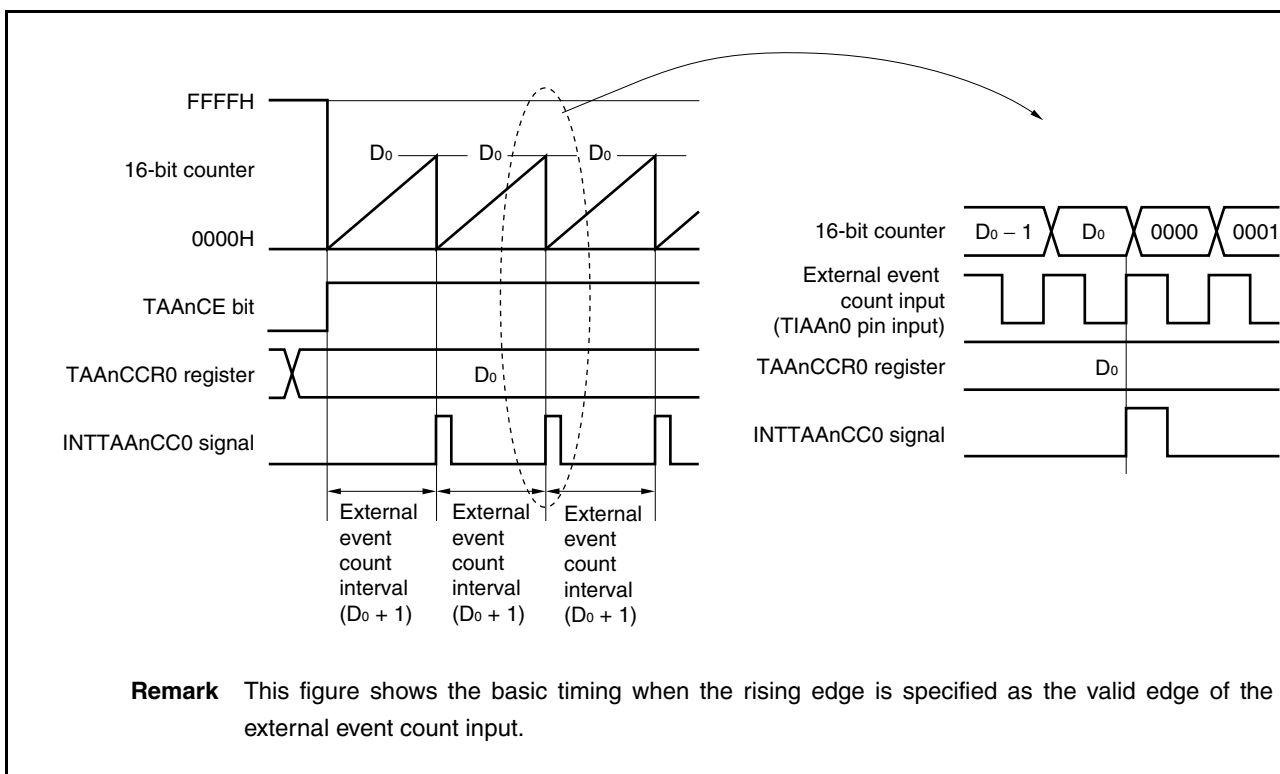 FFFFH
16-bit counter
0000H
D0
D0
D0
TAAnCE bit
TAAnCCR0 register
D0
INTTAAnCC0 signal
External
event
count
interval
(D0 + 1)
External
event
count
interval
(D0 + 1)
External
event
count
interval
(D0 + 1)
16-bit counter
D0 − 1
D0
0000
0001
External event
count input
(TIAAn0 pin input)
TAAnCCR0 register
D0
INTTAAnCC0 signal
Remark This figure shows the basic timing when the rising edge is specified as the valid edge of the
external event count input.